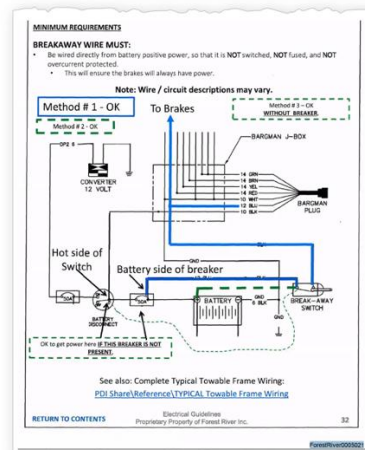 MINIMUM REQUIREMENTS
BREAKAWAY WIRE MUST:
• Be wired directly from battery positive power, so that it is NOT switched, NOT fused, and NOT
overcurrent protected.
• This will ensure the brakes will always have power.
Note: Wire / circuit descriptions may vary.
Method # 1 - OK
To Brakes
Method # 3 – OK
WITHOUT BREAKER.
Method # 2 - OK
BARGMAN J-BOX
CONVERTER
12 VOLT
14 GRN
14 BRN
14 YEL
14 RED
10 WHT
12 BLU
10 BLK
BARGMAN
PLUG
GND
Hot side of
Switch
Battery side of breaker
BATTERY
DISCONNECT
BATTERY
GND
6 BLK
GND
BREAK-AWAY
SWITCH
OK to get power here IF THIS BREAKER IS NOT
PRESENT.
See also: Complete Typical Towable Frame Wiring:
PDI Share\Reference\TYPICAL Towable Frame Wiring
RETURN TO CONTENTS
Electrical Guidelines
Proprietary Property of Forest River Inc.
32
ForestRiver0005021